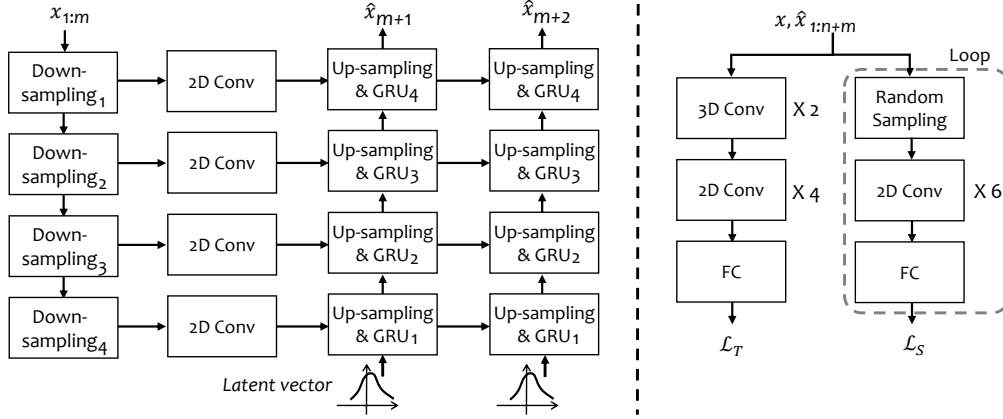 x₁:ₘ
x̂ₘ₊₁
x̂ₘ₊₂
Down-
sampling₁
2D Conv
Up-sampling
& GRU₄
Up-sampling
& GRU₄
Down-
sampling₂
2D Conv
Up-sampling
& GRU₃
Up-sampling
& GRU₃
Down-
sampling₃
2D Conv
Up-sampling
& GRU₂
Up-sampling
& GRU₂
Down-
sampling₄
2D Conv
Up-sampling
& GRU₁
Up-sampling
& GRU₁
Latent vector
x, x̂₁:ₙ₊ₘ
Loop
3D Conv
X 2
Random
Sampling
2D Conv
X 4
2D Conv
X 6
FC
FC
ℒ_T
ℒ_S